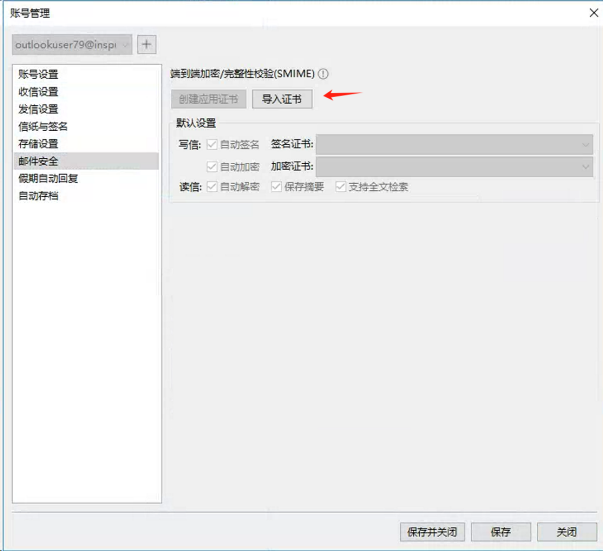 账号管理
outlookuser79@insp
账号设置
收信设置
发信设置
信纸与签名
存储设置
邮件安全
假期自动回复
自动存档
端到端加密/完整性校验(SMIME)
创建应用证书 导入证书
默认设置
写信: 自动签名 签名证书:
自动加密 加密证书:
读信: 自动解密 保存摘要 支持全文检索
保存并关闭 保存 关闭